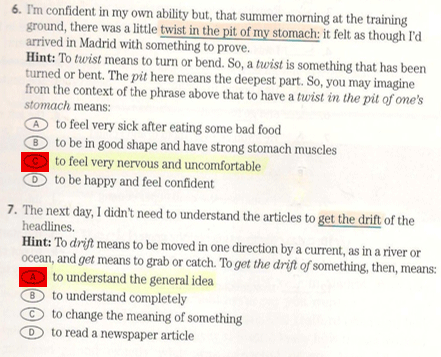 6. I'm confident in my own ability but, that summer morning at the training
ground, there was a little twist in the pit of my stomach: it felt as though I'd
arrived in Madrid with something to prove.
Hint: To twist means to turn or bend. So, a twist is something that has been
turned or bent. The pit here means the deepest part. So, you may imagine
from the context of the phrase above that to have a twist in the pit of one's
stomach means:
A to feel very sick after eating some bad food
B to be in good shape and have strong stomach muscles
C to feel very nervous and uncomfortable
D to be happy and feel confident
7. The next day, I didn't need to understand the articles to get the drift of the
headlines.
Hint: To drift means to be moved in one direction by a current, as in a river or
ocean, and get means to grab or catch. To get the drift of something, then, means:
A to understand the general idea
B to understand completely
C to change the meaning of something
D to read a newspaper article